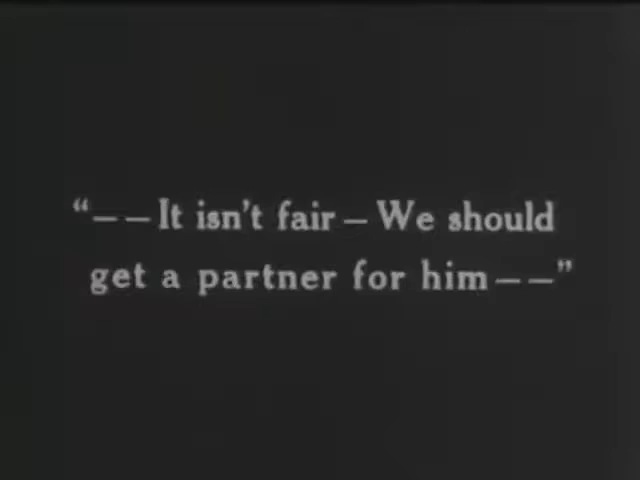 “——It isn't fair—We should
get a partner for him——”